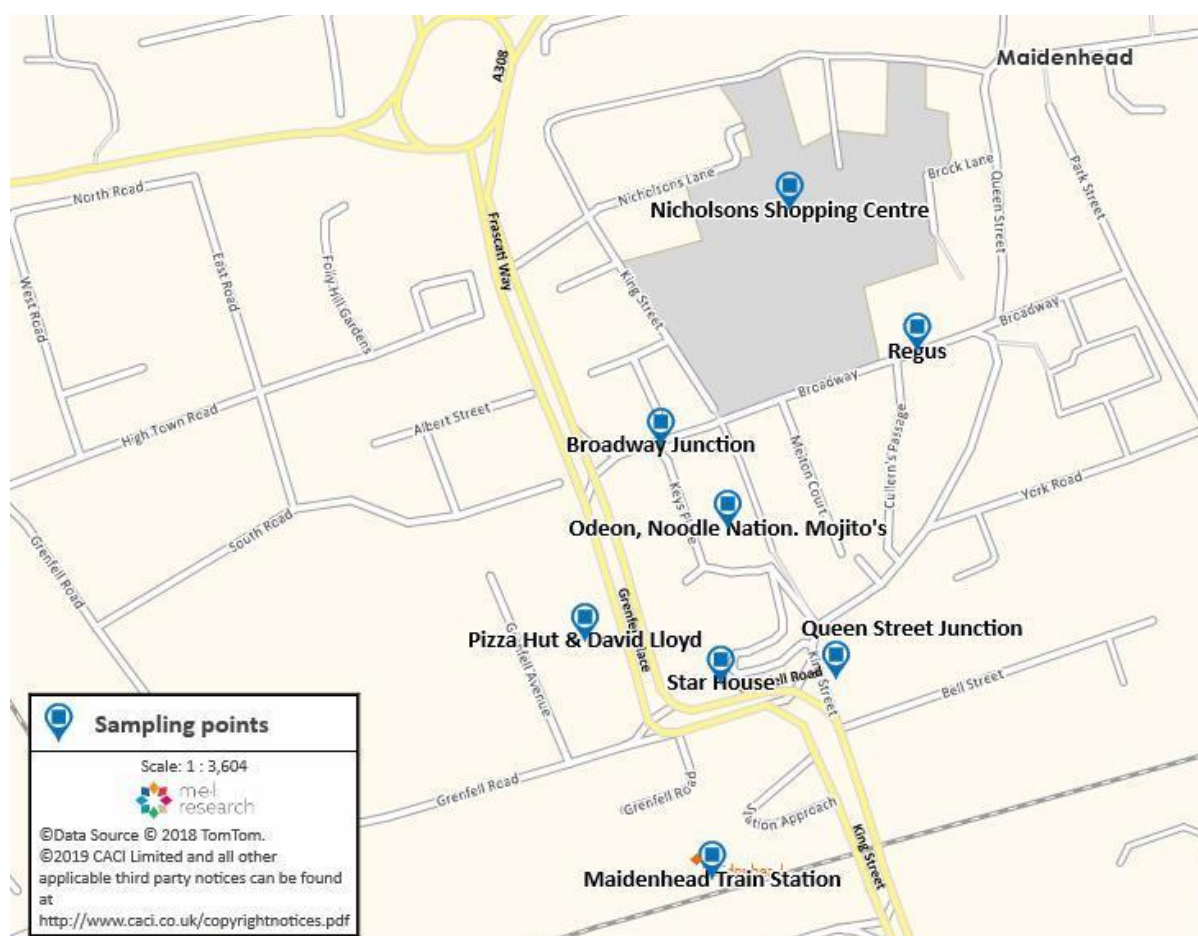 A308
Maidenhead
North Road
Nicholsons Lane
Brock Lane
Nicholsons Shopping Centre
Queen Street
Park Street
Frascati Way
West Road
East Road
Folly Hill Gardens
King Street
Broadway
Regus
Broadway
High Town Road
Albert Street
Broadway Junction
Melton Court
Cullern's Passage
York Road
Keys
Odeon, Noodle Nation. Mojito's
South Road
Grenfell Road
Grenfell Avenue
Pizza Hut & David Lloyd
Queen Street Junction
Star House
Road
King Street
Bell Street
Sampling points
Scale: 1 : 3,604
m·e·l
research
©Data Source © 2018 TomTom.
©2019 CACI Limited and all other
applicable third party notices can be found
at
http://www.caci.co.uk/copyrightnotices.pdf
Grenfell Road
Approach
King Street
Maidenhead Train Station